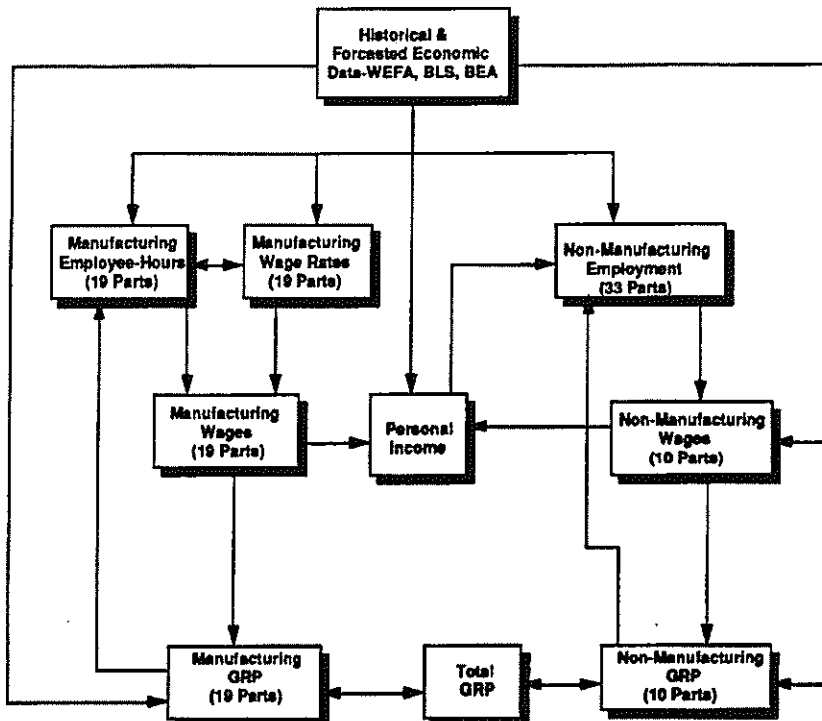 Historical &
Forcasted Economic
Data-WEFA, BLS, BEA
Manufacturing
Employee-Hours
(19 Parts)
Manufacturing
Wage Rates
(19 Parts)
Non-Manufacturing
Employment
(33 Parts)
Manufacturing
Wages
(19 Parts)
Personal
Income
Non-Manufacturing
Wages
(10 Parts)
Manufacturing
GRP
(19 Parts)
Total
GRP
Non-Manufacturing
GRP
(10 Parts)